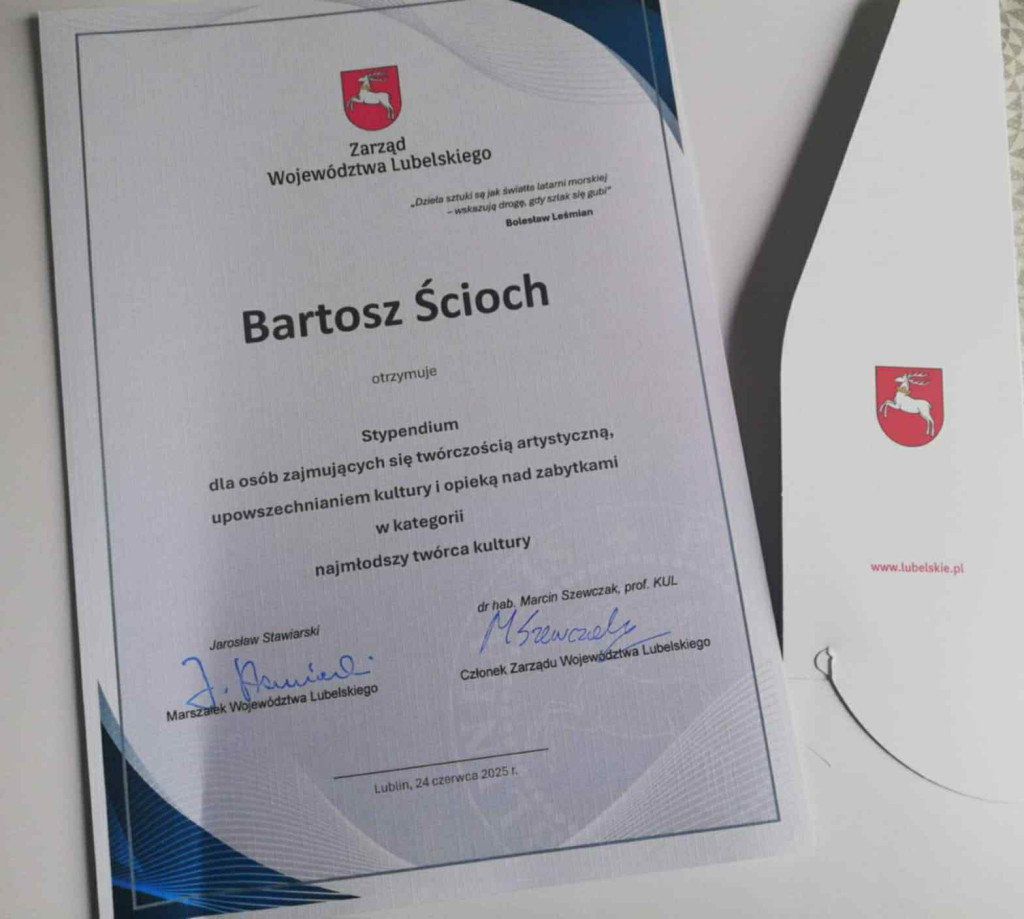 Zarząd
Województwa Lubelskiego
„Dzieła sztuki są jak światła latarni morskiej
– wskazują drogę, gdy szlak się gubi”
Bolesław Leśmian
Bartosz Ścioch
otrzymuje
Stypendium
dla osób zajmujących się twórczością artystyczną,
upowszechnianiem kultury i opieką nad zabytkami
w kategorii
najmłodszy twórca kultury
dr hab. Marcin Szewczak, prof. KUL
MSzewczak
Członek Zarządu Województwa Lubelskiego
Jarosław Stawiarski
Marszałek Województwa Lubelskiego
Lublin, 24 czerwca 2025 r.
www.lubelskie.pl